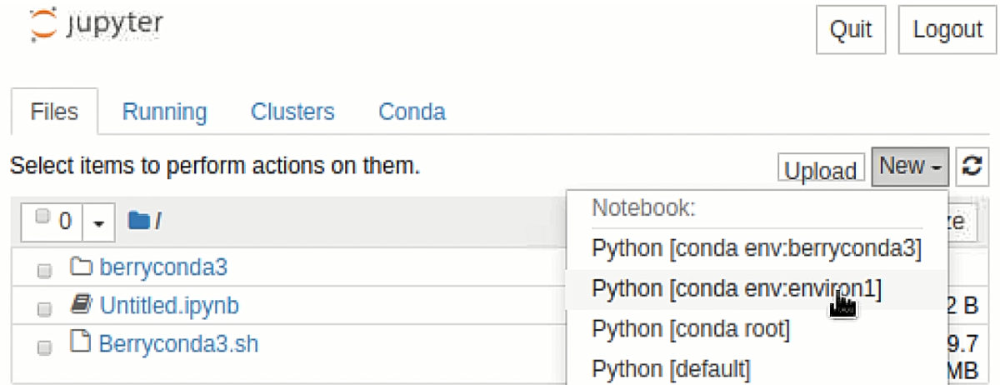 jupyter
Quit Logout
Files Running Clusters Conda
Select items to perform actions on them.
Upload New
0 /
Notebook:
ze
Python [conda env:berryconda3]
berryconda3
Python [conda env:environ1]
Untitled.ipynb
2 B
Python [conda root]
Berryconda3.sh
9.7
MB
Python [default]